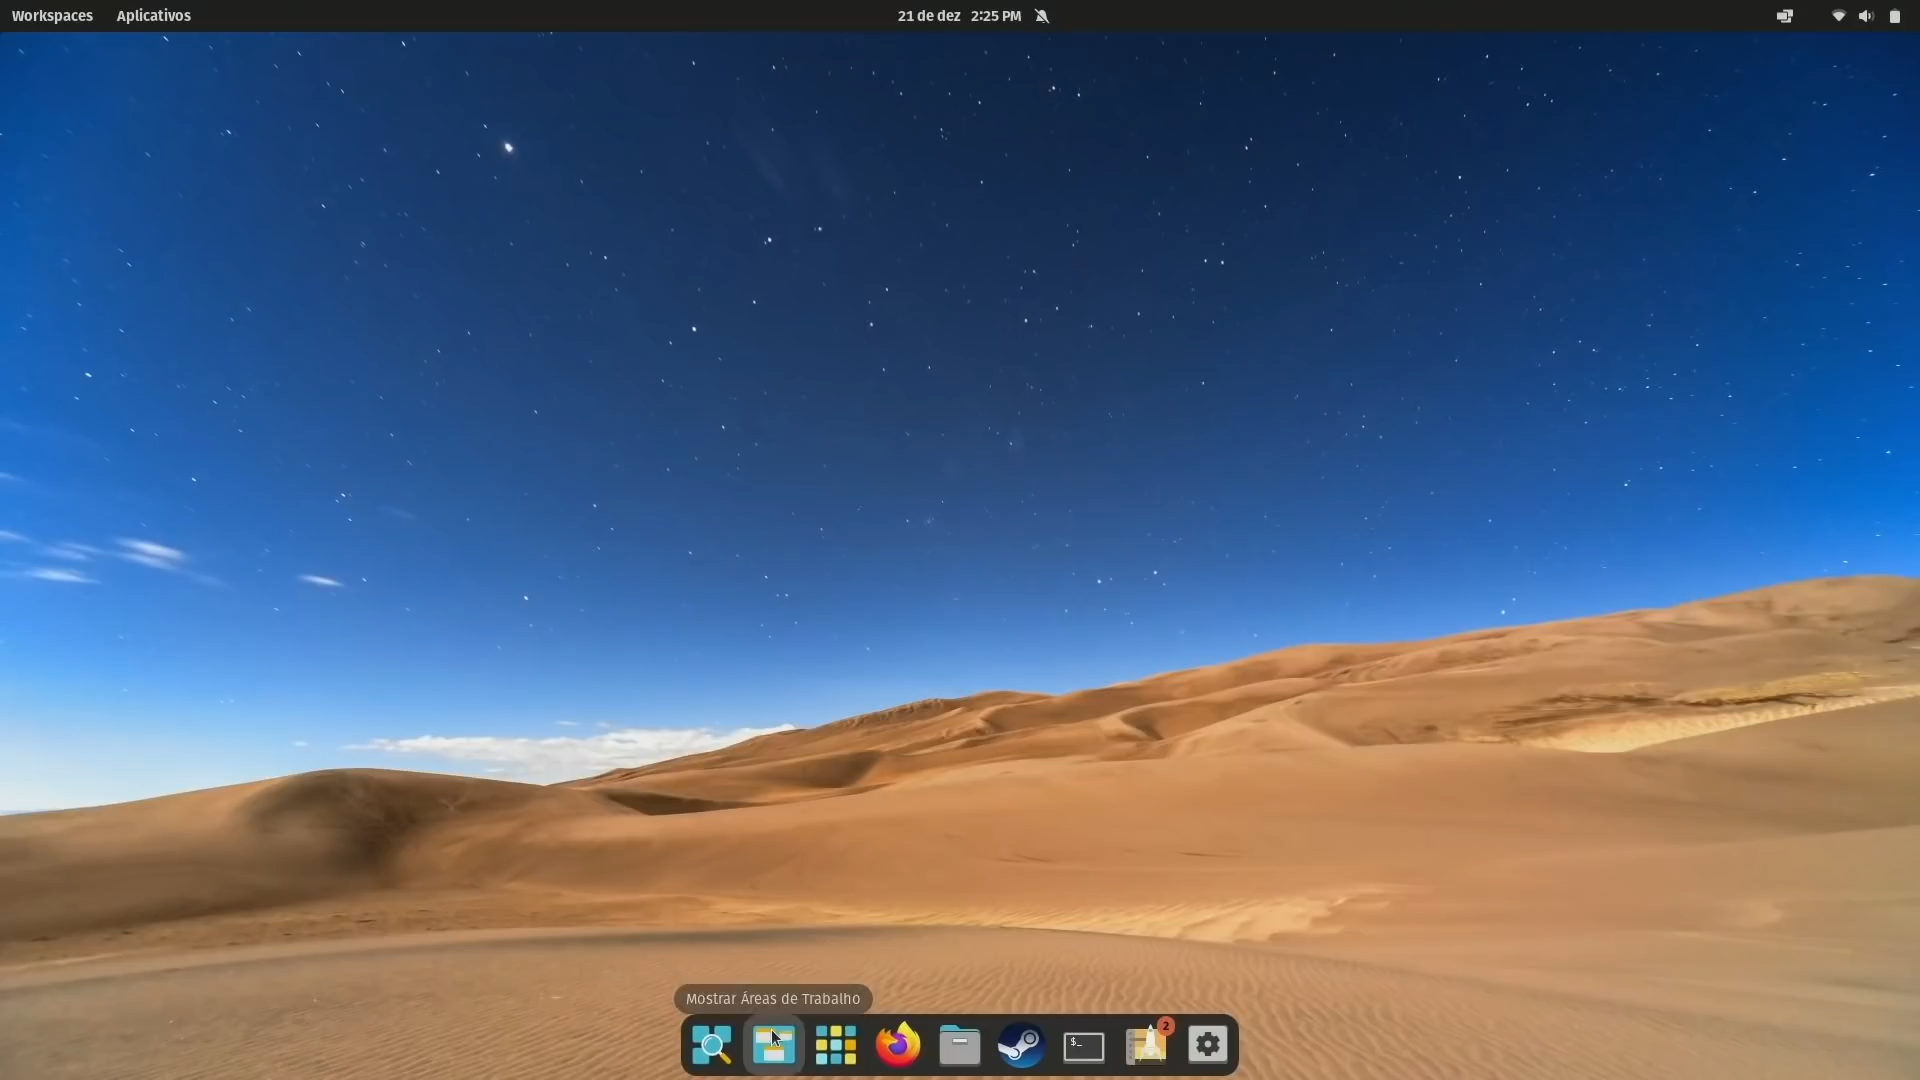 Workspaces Aplicativos 21 de dez 2:25 PM
Mostrar Áreas de Trabalho
$_
2